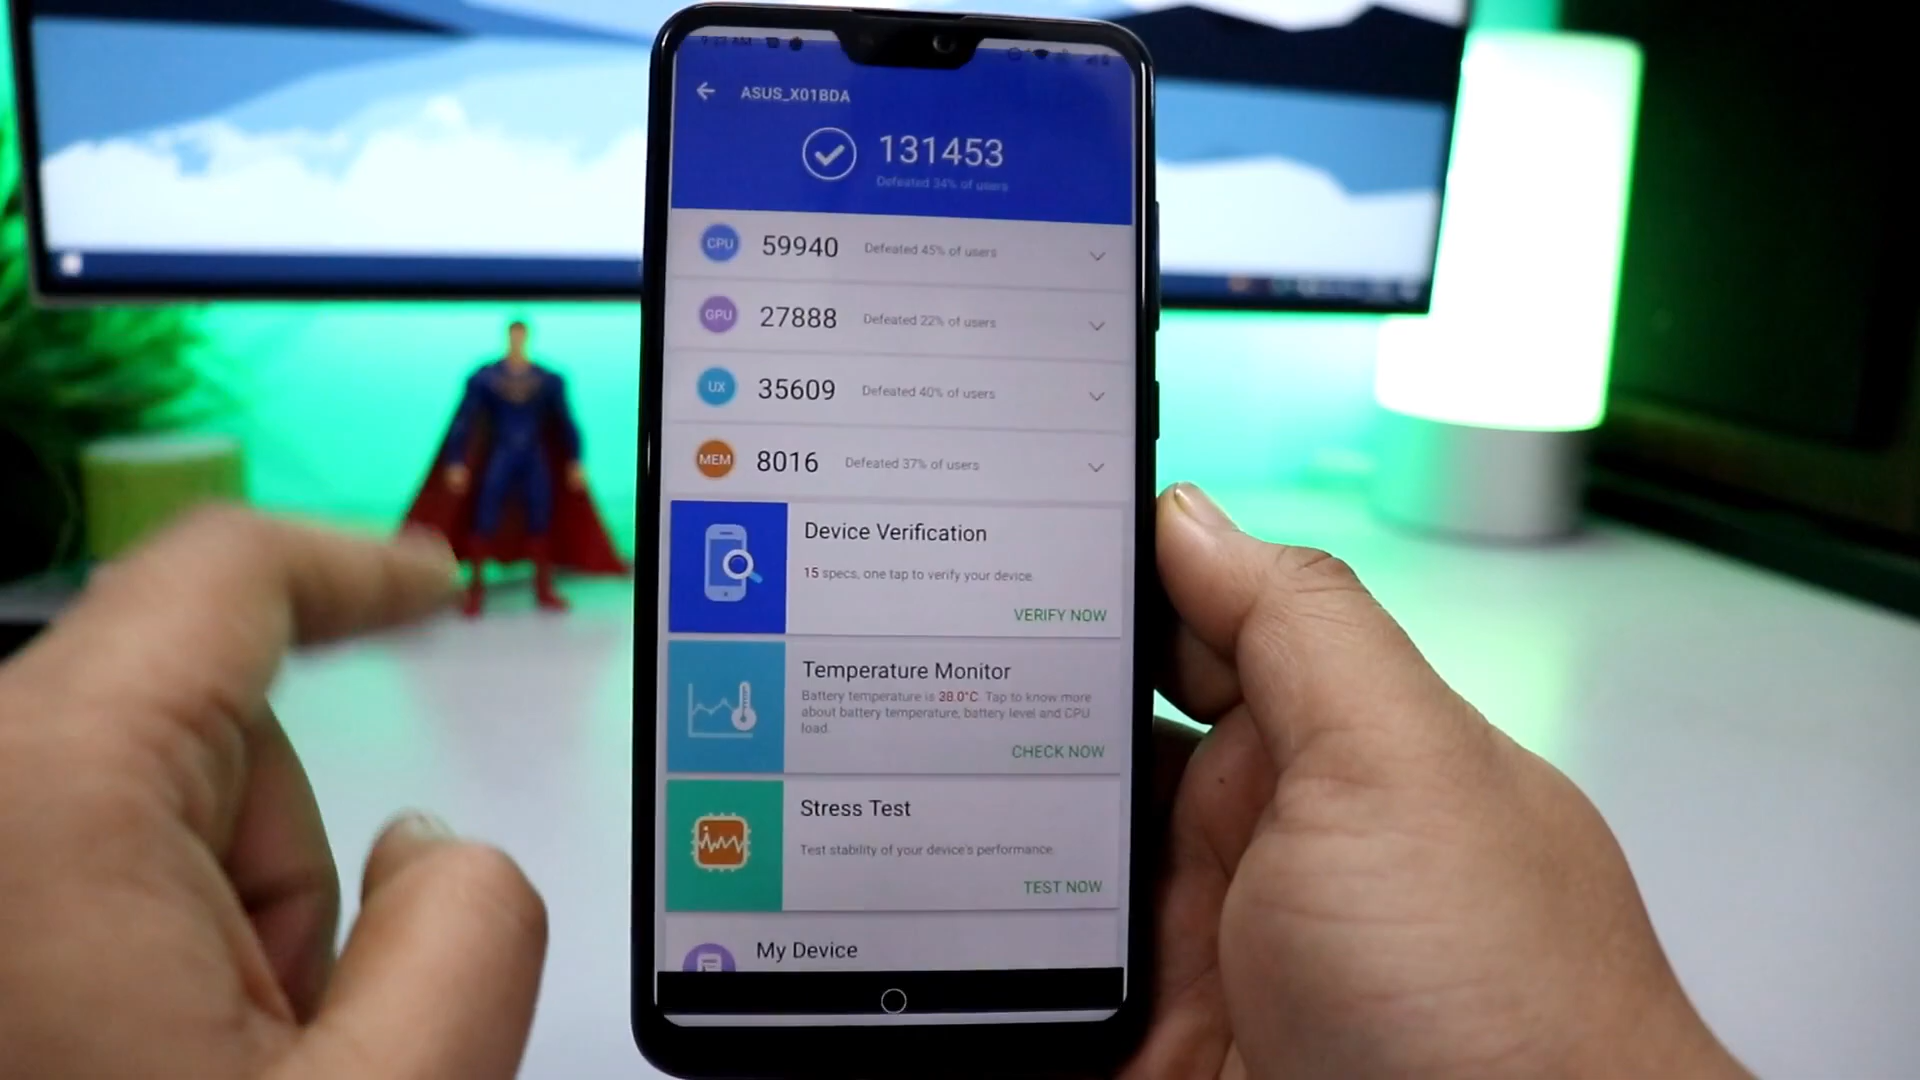 ASUS_X01BDA
131453
Defeated 34% of users
CPU 59940 Defeated 45% of users
GPU 27888 Defeated 22% of users
UX 35609 Defeated 40% of users
MEM 8016 Defeated 37% of users
Device Verification
15 specs, one tap to verify your device.
VERIFY NOW
Temperature Monitor
Battery temperature is 38.0°C. Tap to know more
about battery temperature, battery level and CPU
load.
CHECK NOW
Stress Test
Test stability of your device's performance.
TEST NOW
My Device